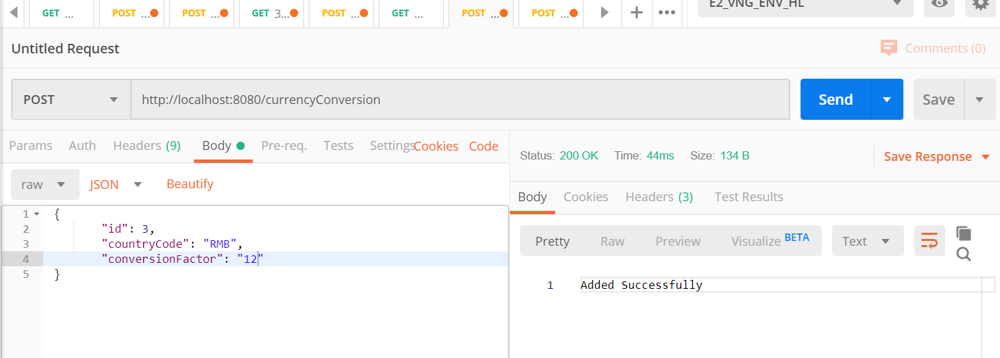 GET ... POST ... POST ... GET 3... POST ... GET ... POST ... POST ... + ••• E2_VNG_ENV_HL
Untitled Request Comments (0)
POST http://localhost:8080/currencyConversion Send Save
Params Auth Headers (9) Body Pre-req. Tests Settings Cookies Code
raw JSON Beautify
1 {
2 "id": 3,
3 "countryCode": "RMB",
4 "conversionFactor": "12"
5 }
Status: 200 OK Time: 44ms Size: 134 B Save Response
Body Cookies Headers (3) Test Results
Pretty Raw Preview Visualize BETA Text
1 Added Successfully